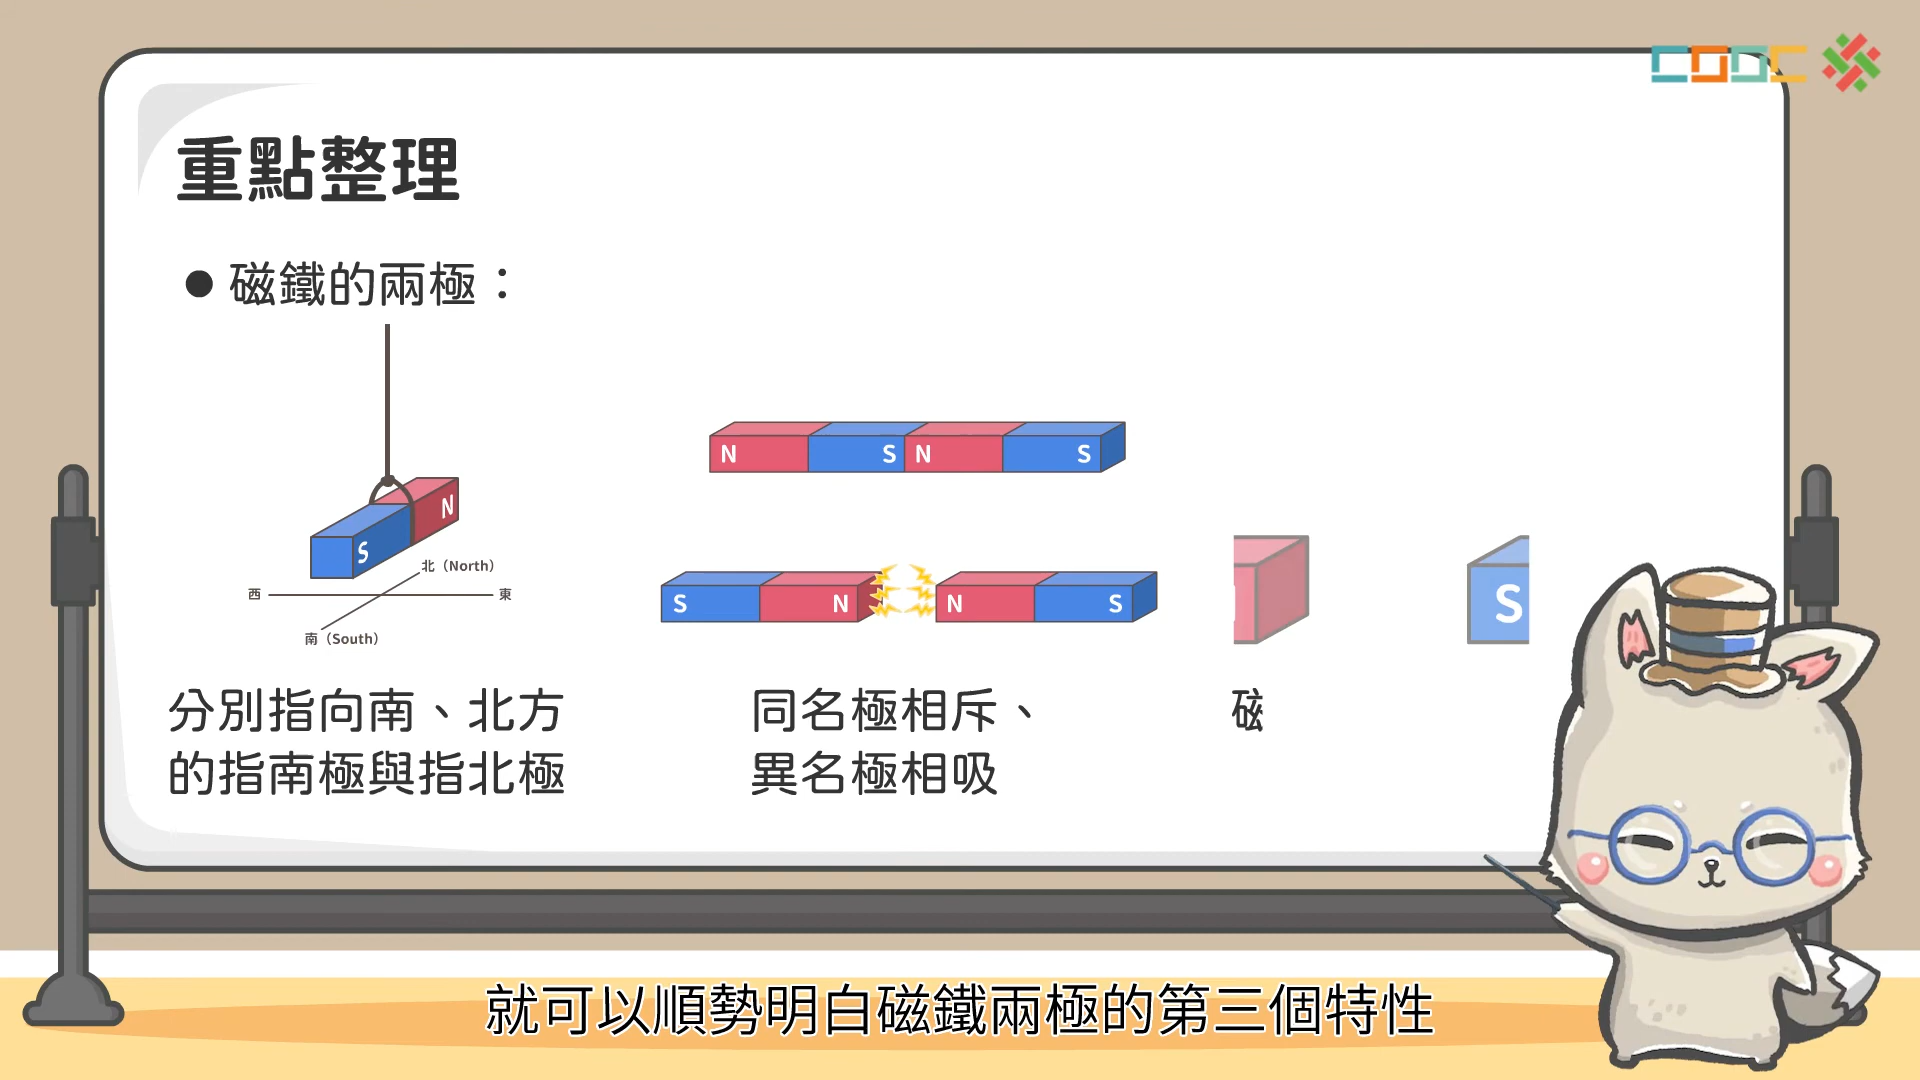 COOC
重點整理
● 磁鐵的兩極：
N S N S
N
S
北（North）
西 東
南（South）
S N N S
S
分別指向南、北方
的指南極與指北極
同名極相斥、
異名極相吸
磁
就可以順勢明白磁鐵兩極的第三個特性